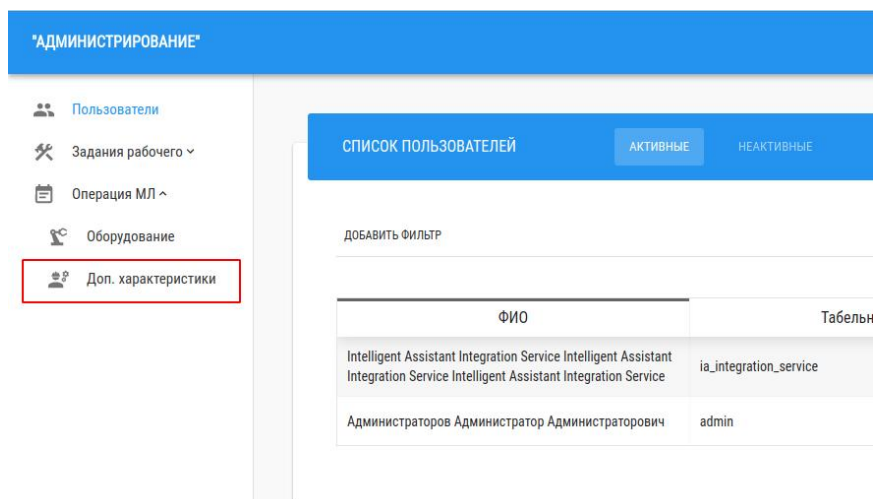 "АДМИНИСТРИРОВАНИЕ"
Пользователи
Задания рабочего
Операция МЛ
Оборудование
Доп. характеристики
СПИСОК ПОЛЬЗОВАТЕЛЕЙ АКТИВНЫЕ НЕАКТИВНЫЕ
ДОБАВИТЬ ФИЛЬТР
ФИО Табельн
Intelligent Assistant Integration Service Intelligent Assistant
Integration Service Intelligent Assistant Integration Service
ia_integration_service
Администраторов Администратор Администраторович admin